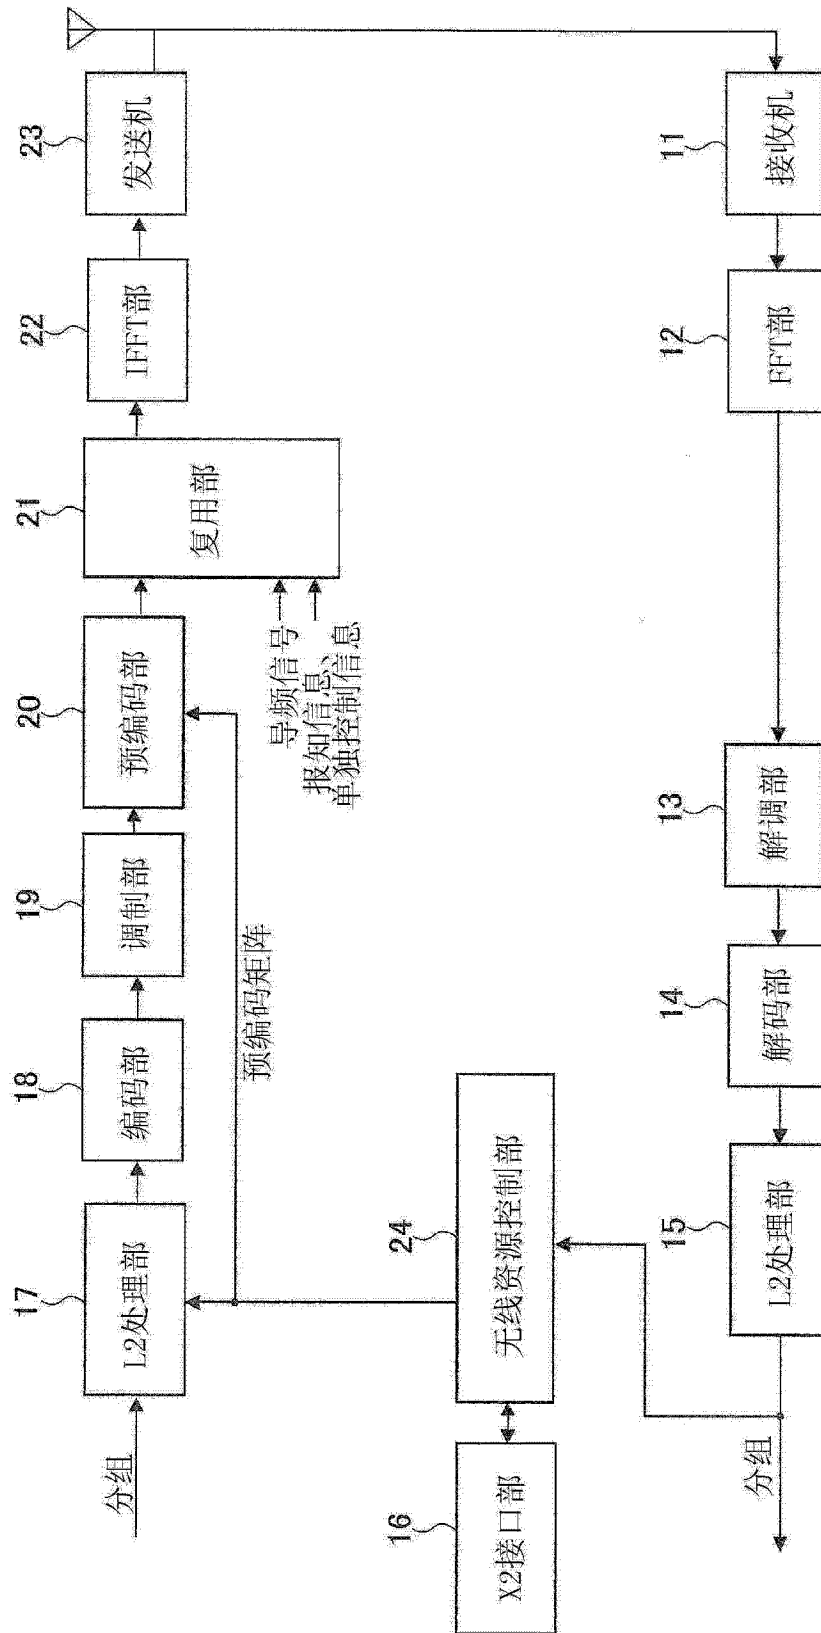 17
18
19
20
21
22
23
分组
L2处理部
编码部
调制部
预编码部
复用部
IFFT部
发送机
预编码矩阵
导频信号
报知信息、
单独控制信息
16
24
X2接口部
无线资源控制部
15
14
13
12
11
分组
L2处理部
解码部
解调部
FFT部
接收机